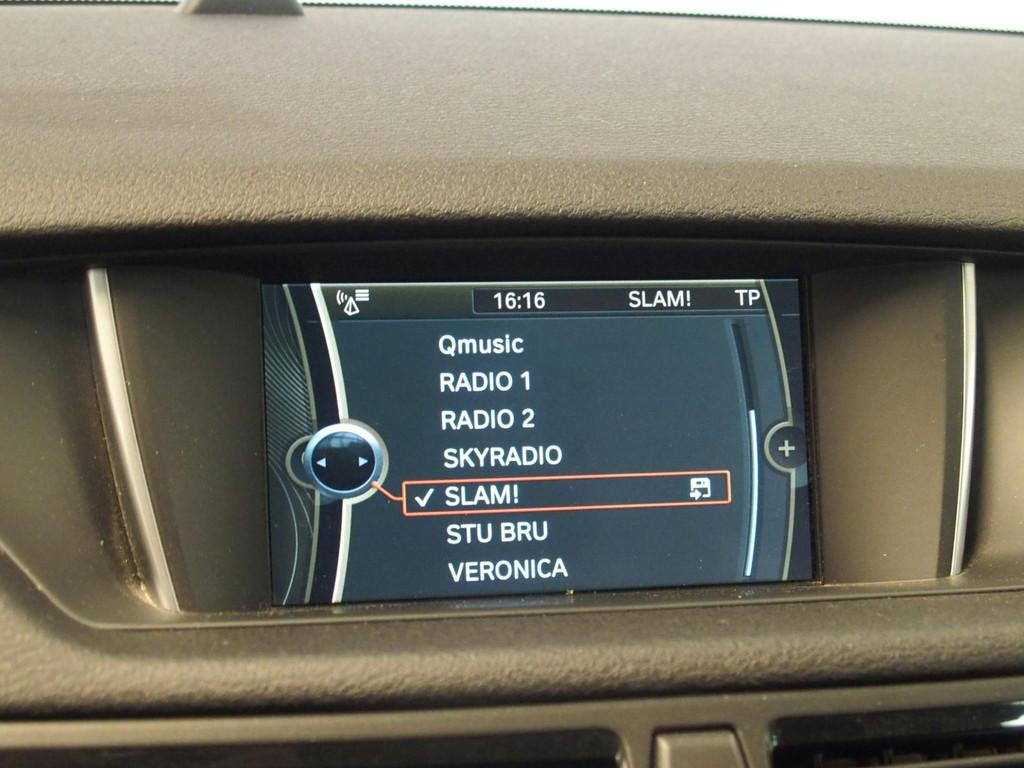 16:16 SLAM! TP
Qmusic
RADIO 1
RADIO 2
SKYRADIO
SLAM!
STU BRU
VERONICA